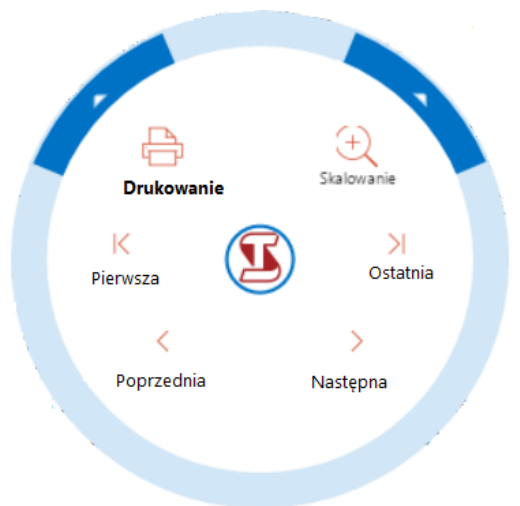 Drukowanie
Skalowanie
Pierwsza
Ostatnia
Poprzednia
Następna